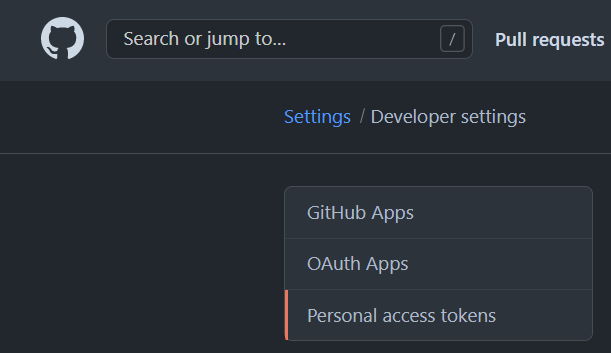 Search or jump to... /
Pull requests
Settings / Developer settings
GitHub Apps
OAuth Apps
Personal access tokens